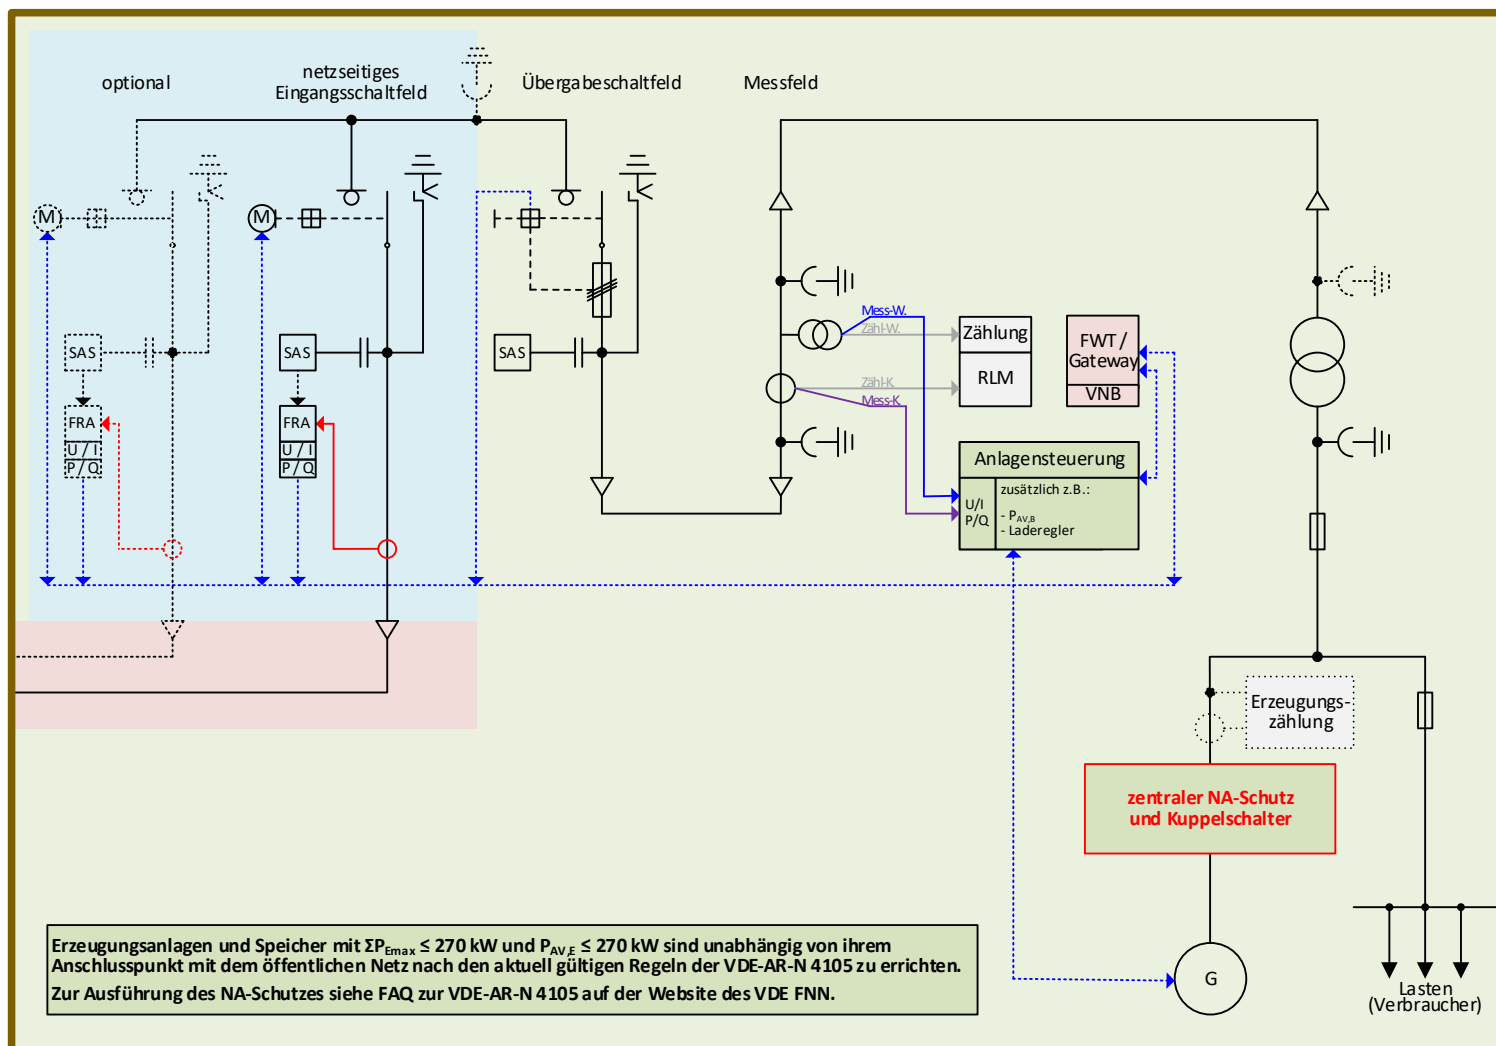 optional
netzseitiges
Eingangsschaltfeld
Übergabeschaltfeld
Messfeld
M
M
SAS
SAS
SAS
FRA
U / I
P / Q
FRA
U / I
P / Q
Mess-W.
Zähl-W.
Zähl-K.
Mess-K.
Zählung
RLM
FWT /
Gateway
VNB
Anlagensteuerung
U/I
P/Q
zusätzlich z.B.:
- PAV,B
- Laderegler
Erzeugungs-
zählung
zentraler NA-Schutz
und Kuppelschalter
G
Lasten
(Verbraucher)
Erzeugungsanlagen und Speicher mit ΣPEmax ≤ 270 kW und PAV,E ≤ 270 kW sind unabhängig von ihrem
Anschlusspunkt mit dem öffentlichen Netz nach den aktuell gültigen Regeln der VDE-AR-N 4105 zu errichten.
Zur Ausführung des NA-Schutzes siehe FAQ zur VDE-AR-N 4105 auf der Website des VDE FNN.